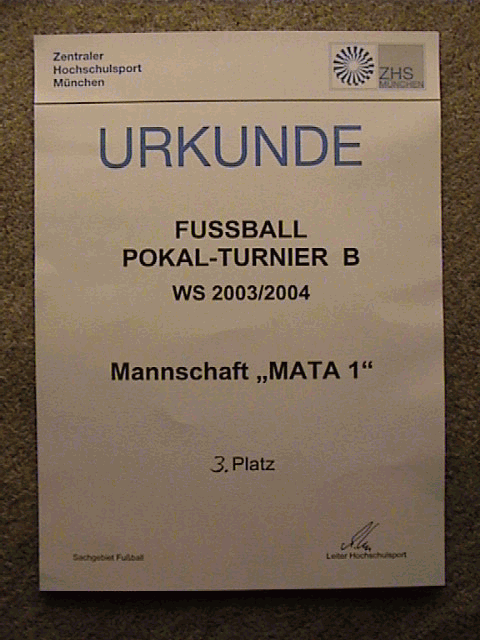 Zentraler
Hochschulsport
München
ZHS
MÜNCHEN
URKUNDE
FUSSBALL
POKAL-TURNIER B
WS 2003/2004
Mannschaft „MATA 1“
3. Platz
Sachgebiet Fußball
Leiter Hochschulsport